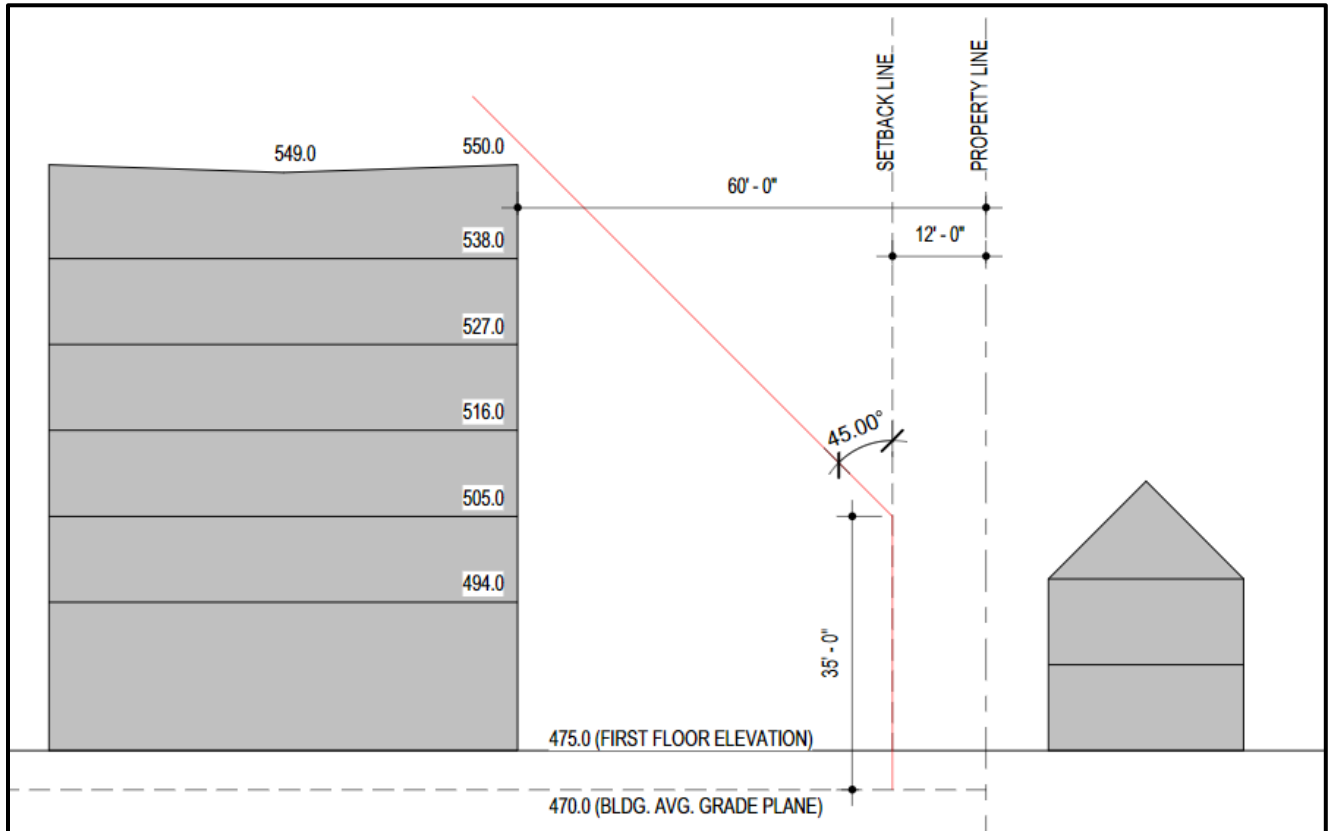 SETBACK LINE
PROPERTY LINE
549.0
550.0
60' - 0"
12' - 0"
538.0
527.0
516.0
45.00°
505.0
494.0
35' - 0"
475.0 (FIRST FLOOR ELEVATION)
470.0 (BLDG. AVG. GRADE PLANE)